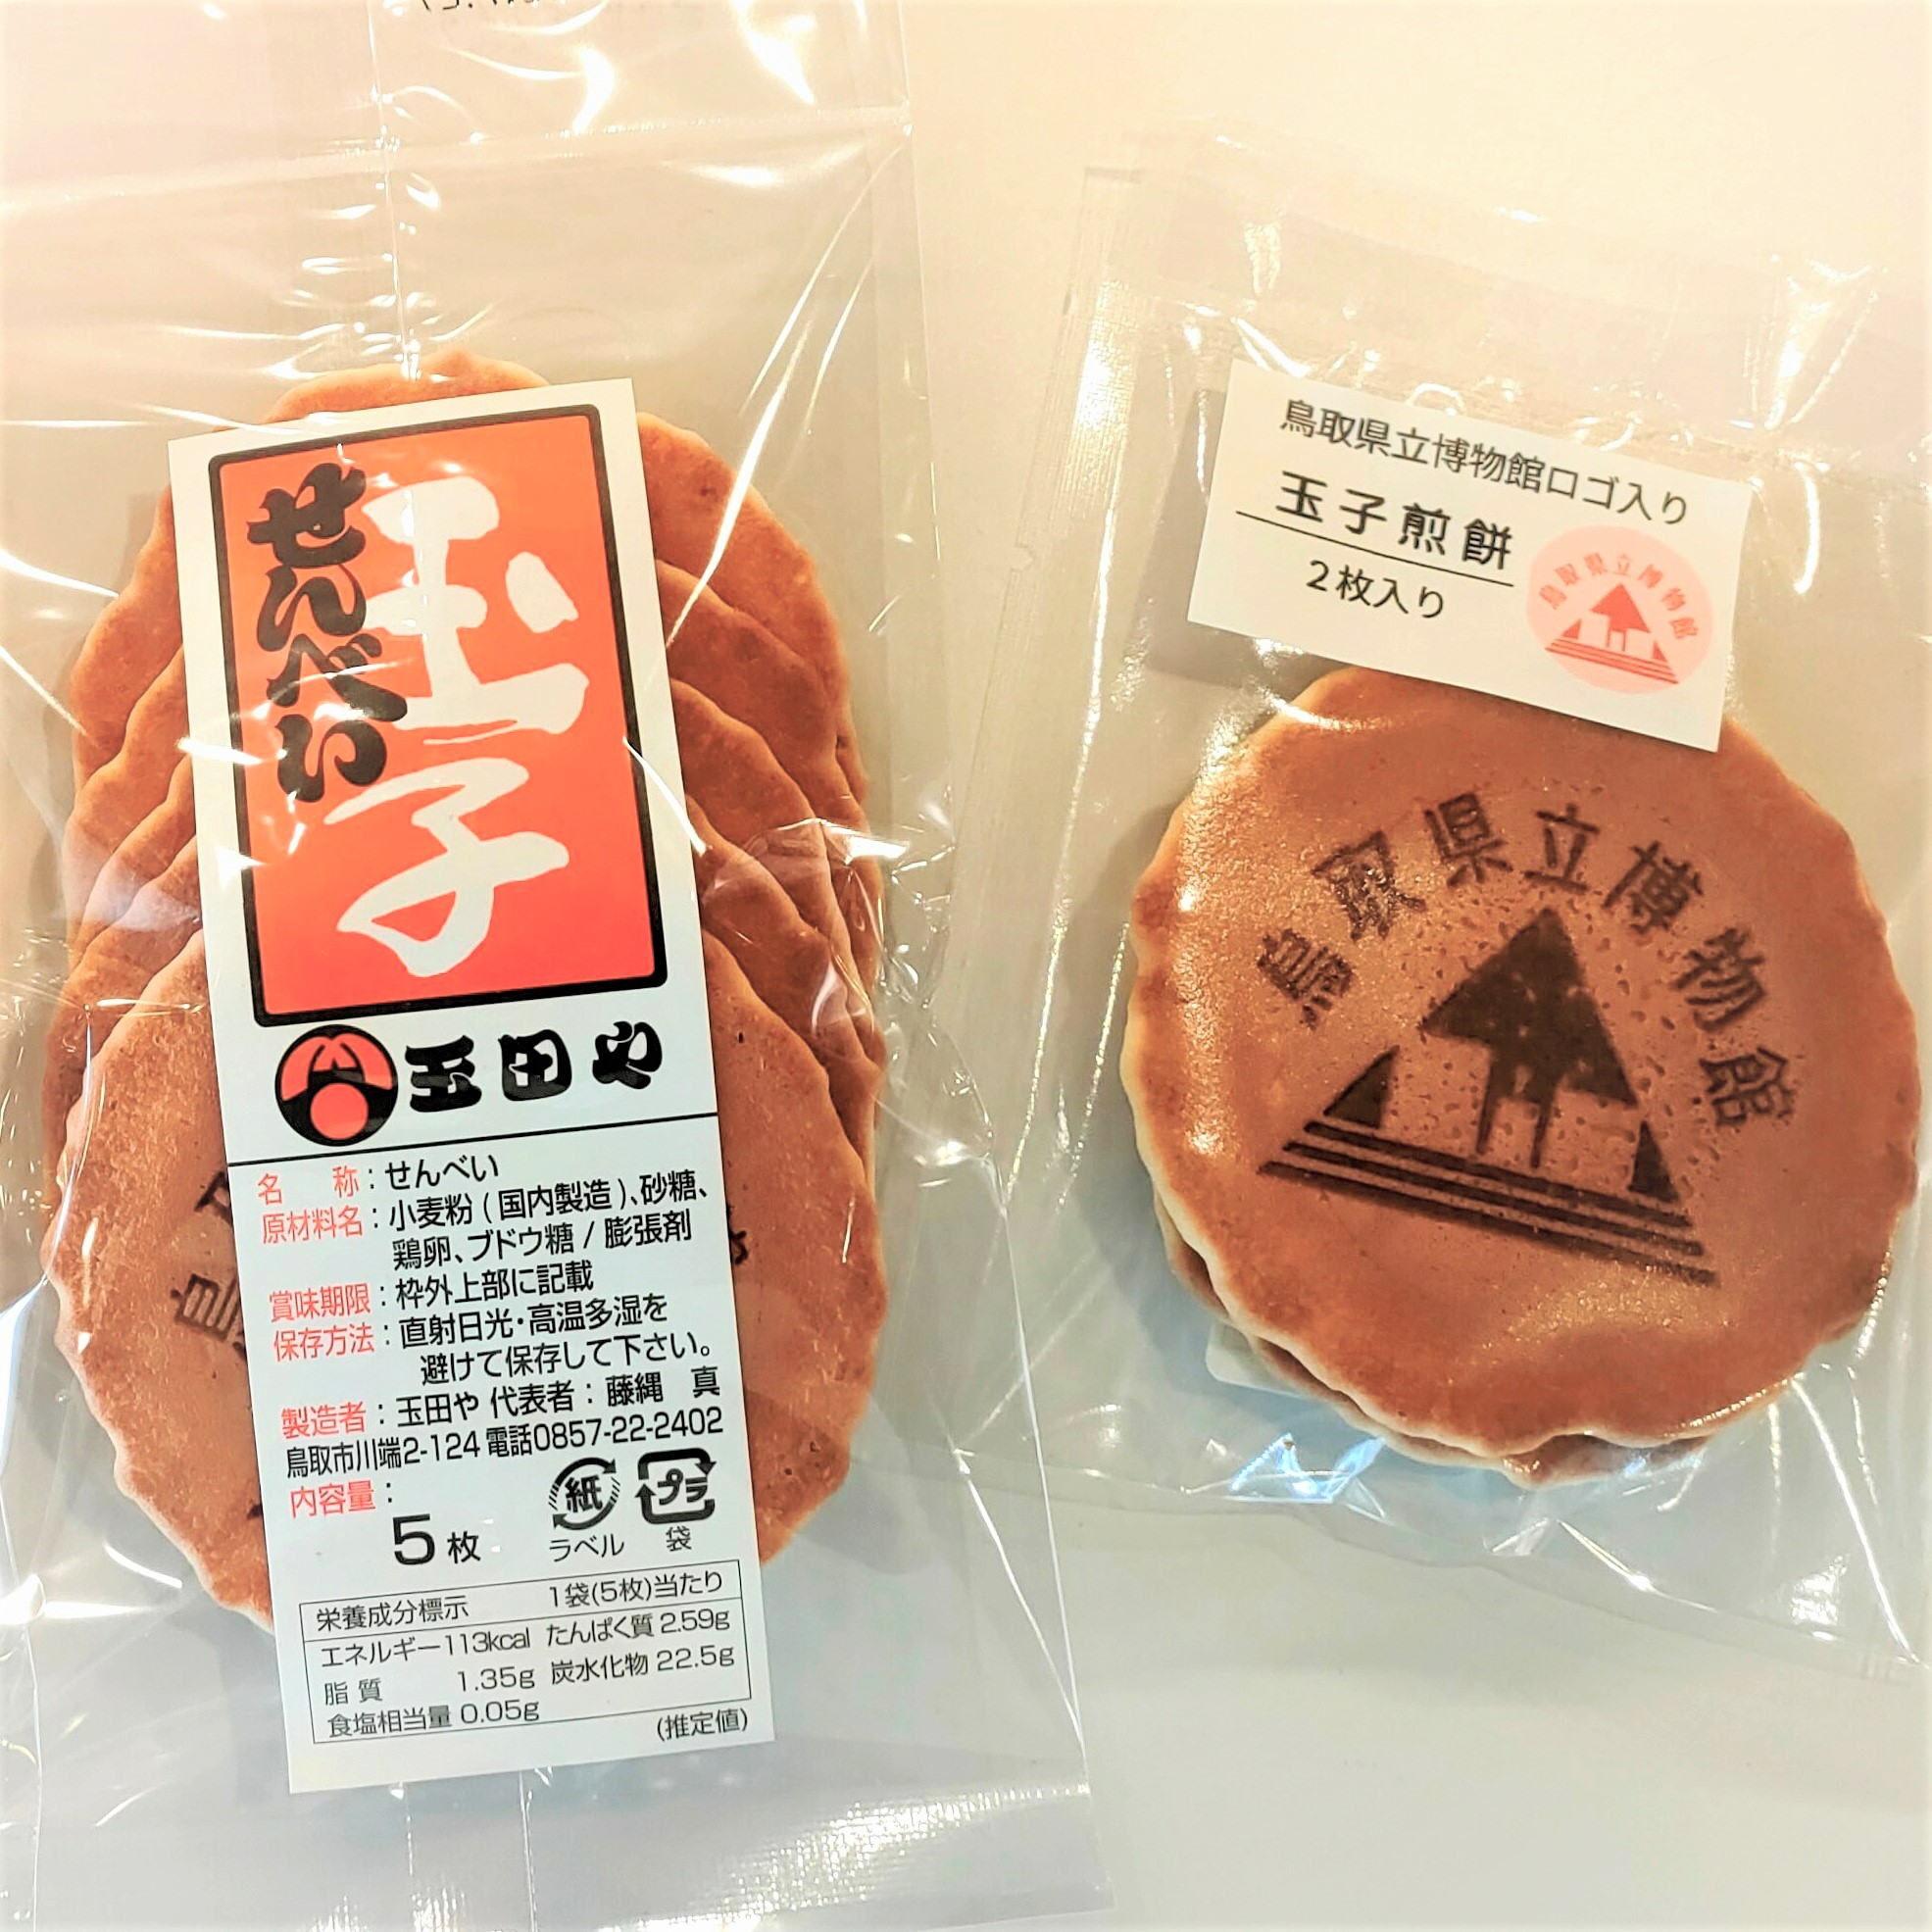 玉子
せんべい
玉田や
名　称：せんべい
原材料名：小麦粉(国内製造)、砂糖、
鶏卵、ブドウ糖/膨張剤
賞味期限：枠外上部に記載
保存方法：直射日光・高温多湿を
避けて保存して下さい。
製造者：玉田や 代表者：藤縄　真
鳥取市川端2-124 電話0857-22-2402
内容量：
5枚
紙
ラベル
プラ
袋
栄養成分標示　1袋(5枚)当たり
エネルギー113kcal たんぱく質 2.59g
脂質 1.35g 炭水化物 22.5g
食塩相当量 0.05g
(推定値)
鳥取県立博物館ロゴ入り
玉子煎餅
2枚入り
鳥取県立博物館
鳥取県立博物館